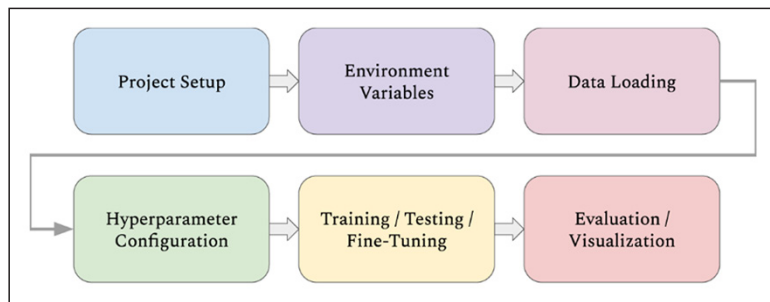 Project Setup
Environment
Variables
Data Loading
Hyperparameter
Configuration
Training / Testing /
Fine-Tuning
Evaluation /
Visualization